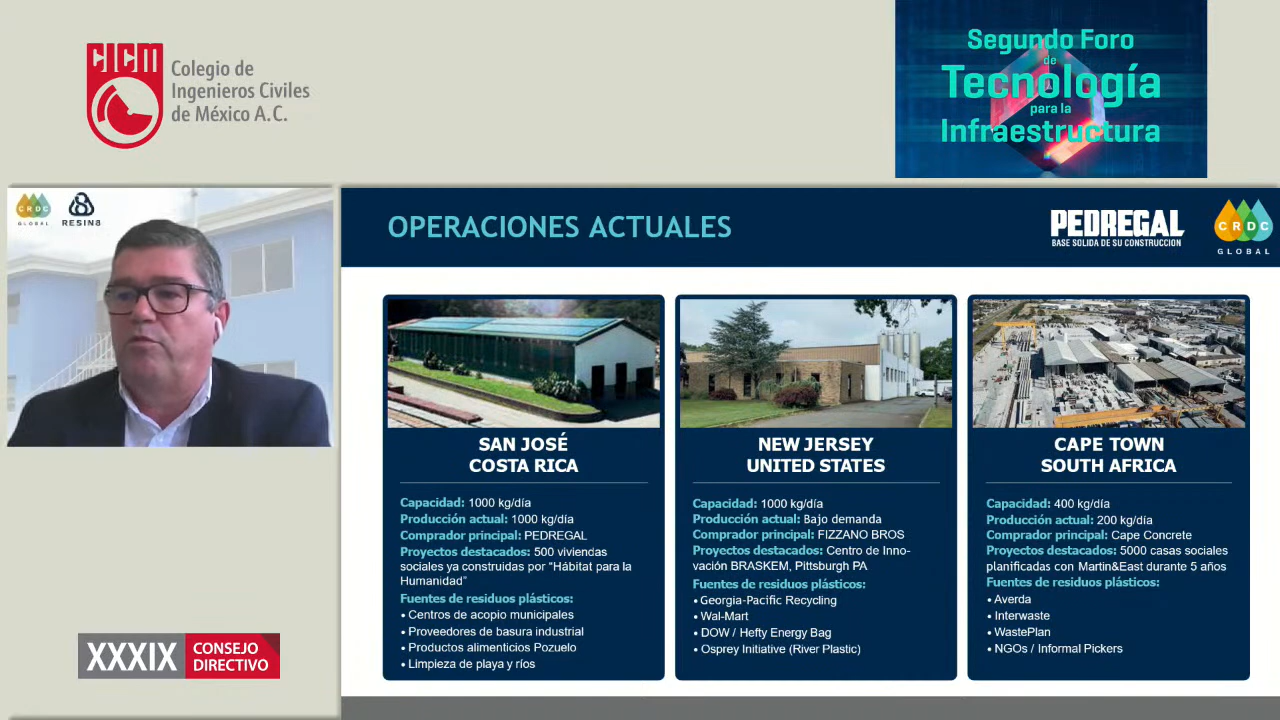 CICM
Colegio de
Ingenieros Civiles
de México A.C.
Segundo Foro
de
Tecnología
para la
Infraestructura
CRDC
GLOBAL
RESIN8
OPERACIONES ACTUALES
PEDREGAL
BASE SOLIDA DE SU CONSTRUCCION
CRDC
GLOBAL
SAN JOSÉ
COSTA RICA
Capacidad: 1000 kg/día
Producción actual: 1000 kg/día
Comprador principal: PEDREGAL
Proyectos destacados: 500 viviendas
sociales ya construidas por “Hábitat para la
Humanidad”
Fuentes de residuos plásticos:
• Centros de acopio municipales
• Proveedores de basura industrial
• Productos alimenticios Pozuelo
• Limpieza de playa y ríos
NEW JERSEY
UNITED STATES
Capacidad: 1000 kg/día
Producción actual: Bajo demanda
Comprador principal: FIZZANO BROS
Proyectos destacados: Centro de Inno-
vación BRASKEM, Pittsburgh PA
Fuentes de residuos plásticos:
• Georgia-Pacific Recycling
• Wal-Mart
• DOW / Hefty Energy Bag
• Osprey Initiative (River Plastic)
CAPE TOWN
SOUTH AFRICA
Capacidad: 400 kg/día
Producción actual: 200 kg/día
Comprador principal: Cape Concrete
Proyectos destacados: 5000 casas sociales
planificadas con Martin&East durante 5 años
Fuentes de residuos plásticos:
• Averda
• Interwaste
• WastePlan
• NGOs / Informal Pickers
XXXIX CONSEJO
DIRECTIVO